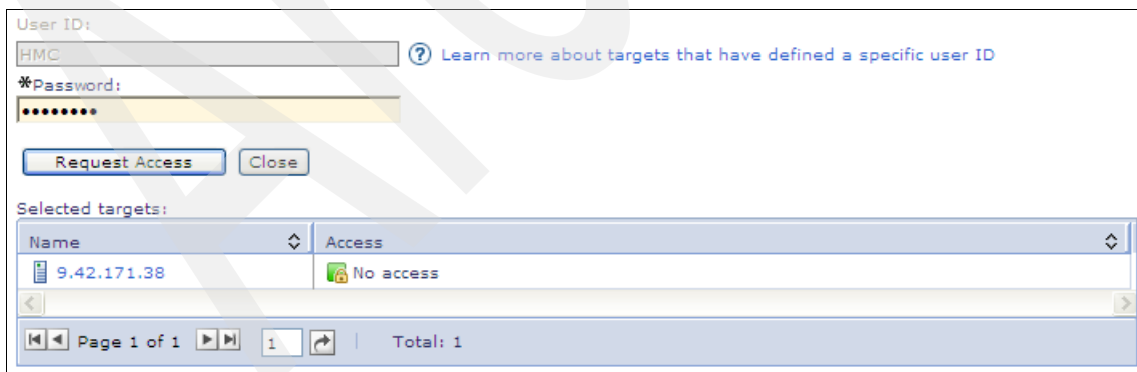 User ID:
HMC
? Learn more about targets that have defined a specific user ID
*Password:
••••••••
Request Access Close
Selected targets:
Name Access
9.42.171.38 No access
Page 1 of 1 1 Total: 1